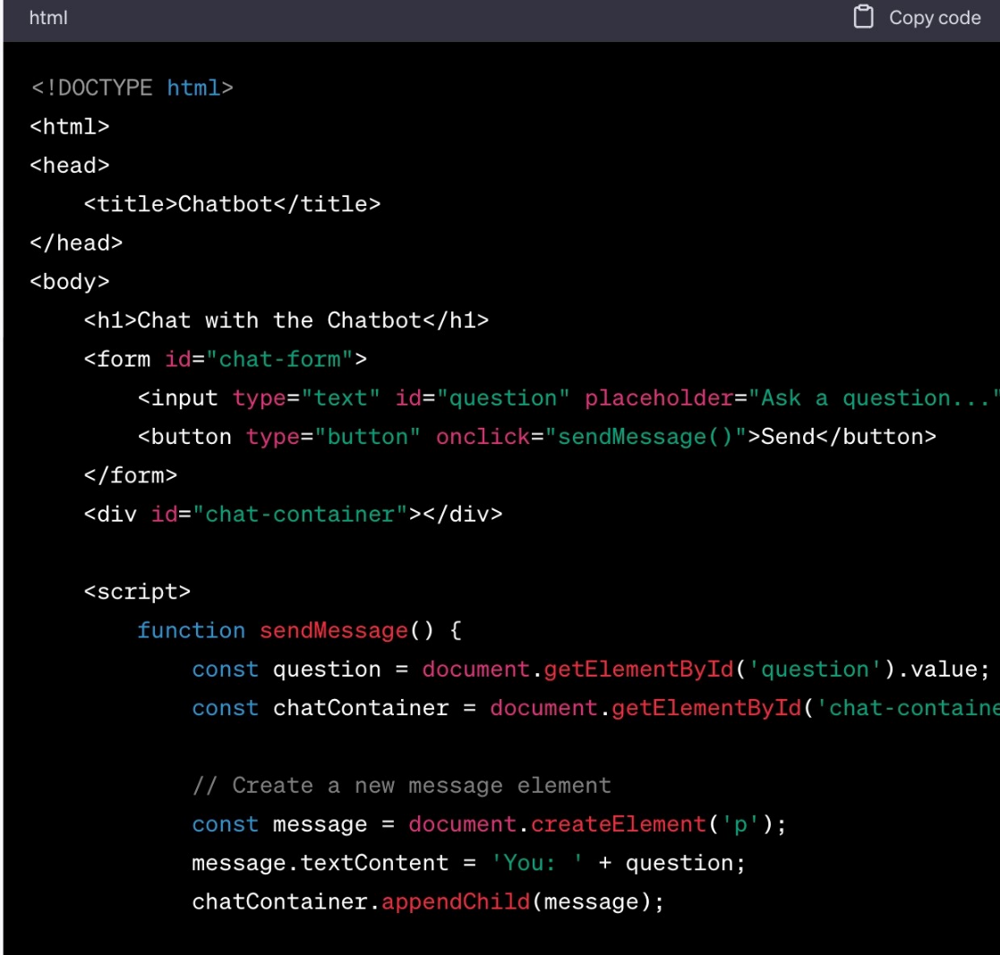 html
Copy code
<!DOCTYPE html>
<html>
<head>
    <title>Chatbot</title>
</head>
<body>
    <h1>Chat with the Chatbot</h1>
    <form id="chat-form">
        <input type="text" id="question" placeholder="Ask a question..."
        <button type="button" onclick="sendMessage()">Send</button>
    </form>
    <div id="chat-container"></div>
    <script>
        function sendMessage() {
            const question = document.getElementById('question').value;
            const chatContainer = document.getElementById('chat-containe
            // Create a new message element
            const message = document.createElement('p');
            message.textContent = 'You: ' + question;
            chatContainer.appendChild(message);